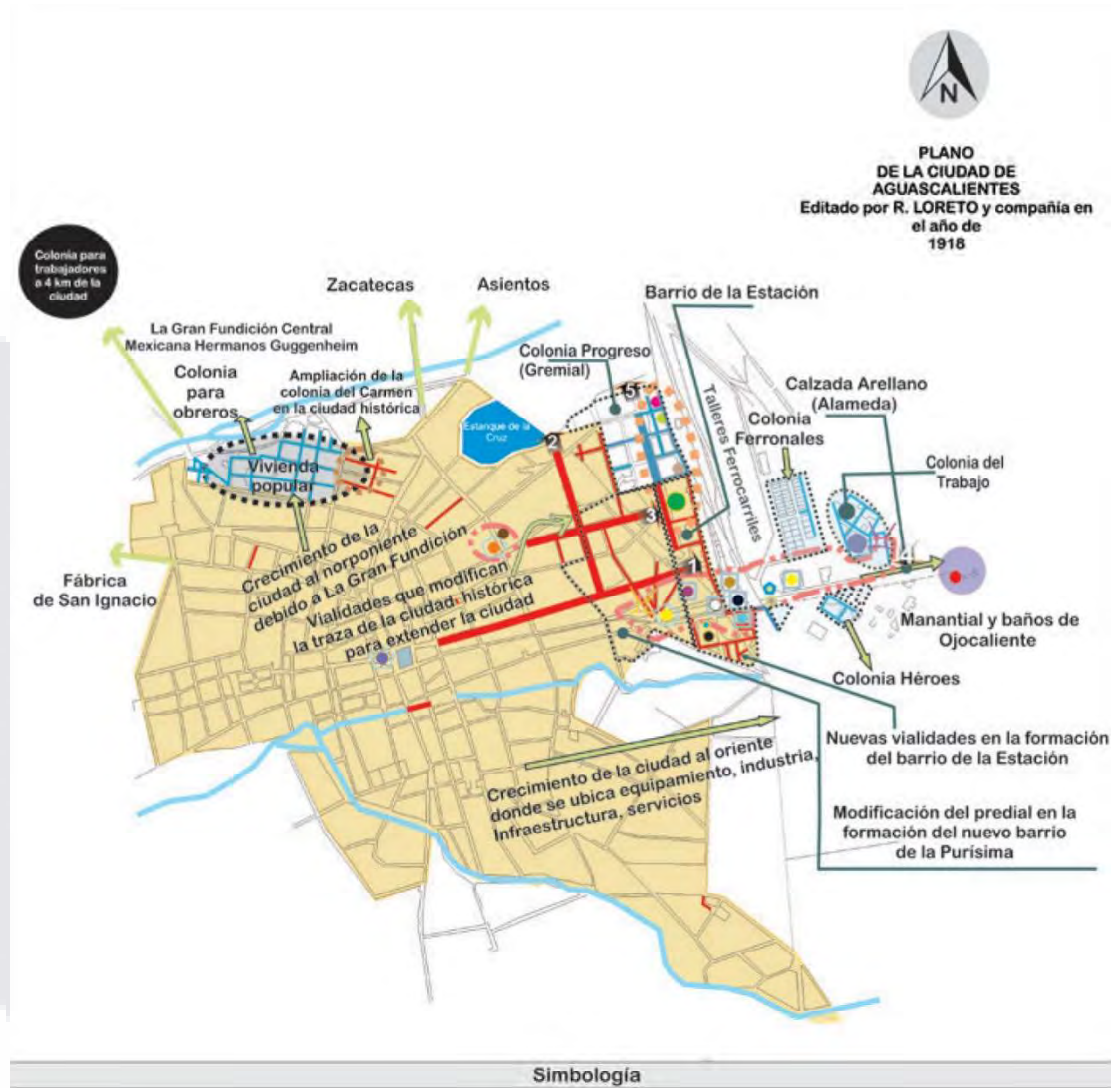 N
PLANO
DE LA CIUDAD DE
AGUASCALIENTES
Editado por R. LORETO y compañía en
el año de
1918
Colonia para
trabajadores
a 4 km de la
ciudad
Zacatecas
Asientos
Barrio de la Estación
La Gran Fundición Central
Mexicana Hermanos Guggenheim
Colonia
para
obreros
Ampliación de la
colonia del Carmen
en la ciudad histórica
Colonia Progreso
(Gremial)
Talleres Ferrocarriles
Calzada Arellano
(Alameda)
Colonia
Ferronales
Colonia del
Trabajo
Estanque de la
Cruz
Vivienda
popular
5
2
3
1
4
Crecimiento de la
ciudad al norponiente
debido a La Gran Fundición
Vialidades que modifican
la traza de la ciudad histórica
para extender la ciudad
Fábrica
de San Ignacio
Manantial y baños de
Ojocaliente
Colonia Héroes
Crecimiento de la ciudad al oriente
donde se ubica equipamiento, industria,
Infraestructura, servicios
Nuevas vialidades en la formación
del barrio de la Estación
Modificación del predial en la
formación del nuevo barrio
de la Purísima
Simbología